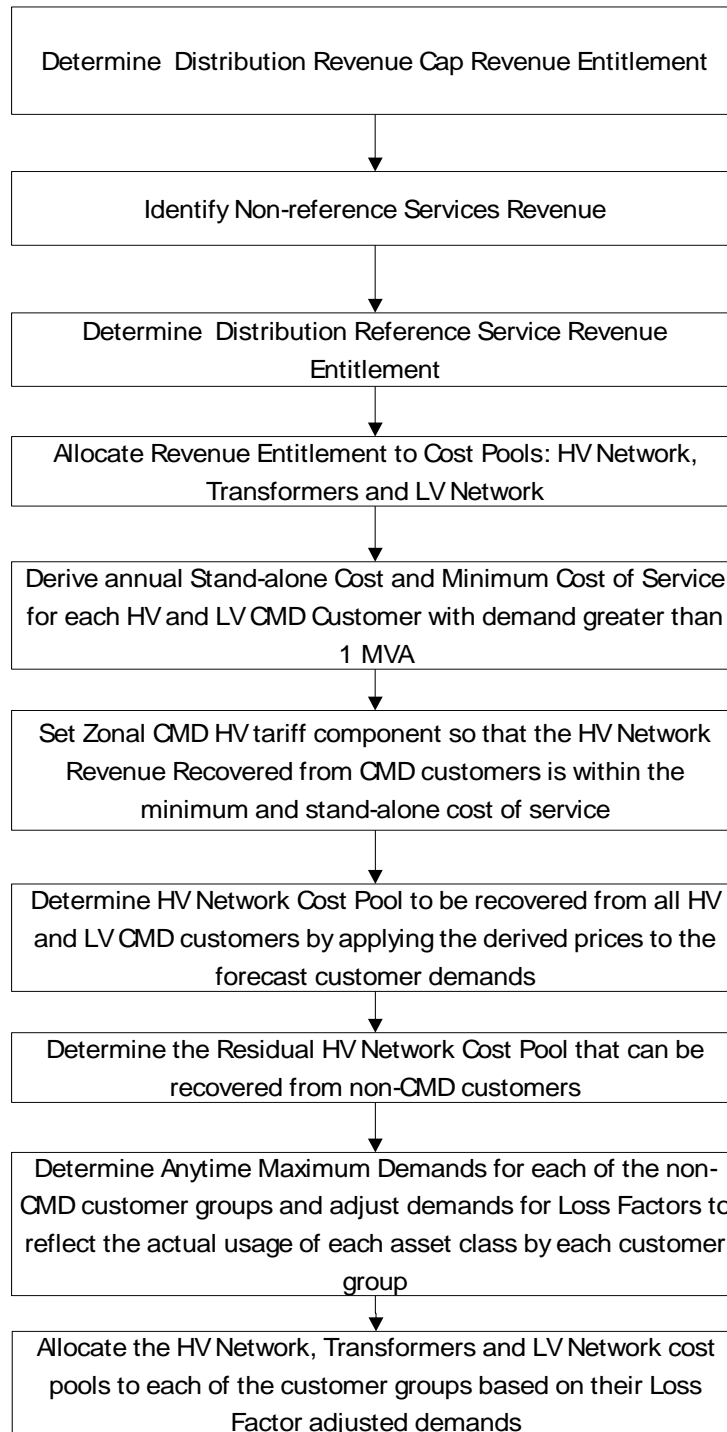 Determine Distribution Revenue Cap Revenue Entitlement
Identify Non-reference Services Revenue
Determine Distribution Reference Service Revenue
Entitlement
Allocate Revenue Entitlement to Cost Pools: HV Network,
Transformers and LV Network
Derive annual Stand-alone Cost and Minimum Cost of Service
for each HV and LV CMD Customer with demand greater than
1 MVA
Set Zonal CMD HV tariff component so that the HV Network
Revenue Recovered from CMD customers is within the
minimum and stand-alone cost of service
Determine HV Network Cost Pool to be recovered from all HV
and LV CMD customers by applying the derived prices to the
forecast customer demands
Determine the Residual HV Network Cost Pool that can be
recovered from non-CMD customers
Determine Anytime Maximum Demands for each of the non-
CMD customer groups and adjust demands for Loss Factors to
reflect the actual usage of each asset class by each customer
group
Allocate the HV Network, Transformers and LV Network cost
pools to each of the customer groups based on their Loss
Factor adjusted demands